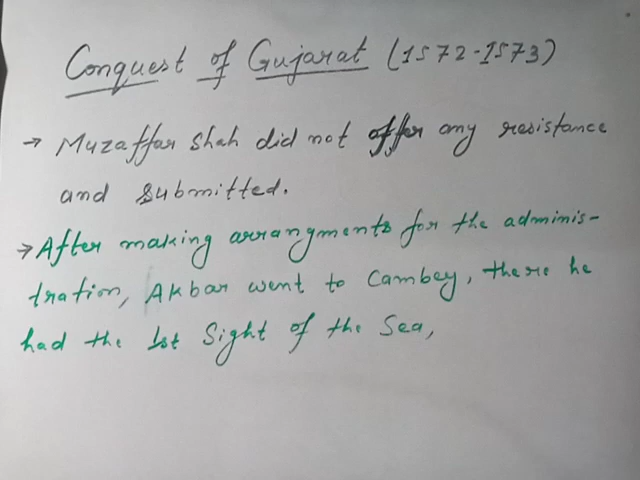 Conquest of Gujarat (1572-1573)
→ Muzaffar Shah did not offer any resistance
and submitted.
→ After making arrangments for the adminis-
tration, Akbar went to Cambey, there he
had the 1st Sight of the Sea,